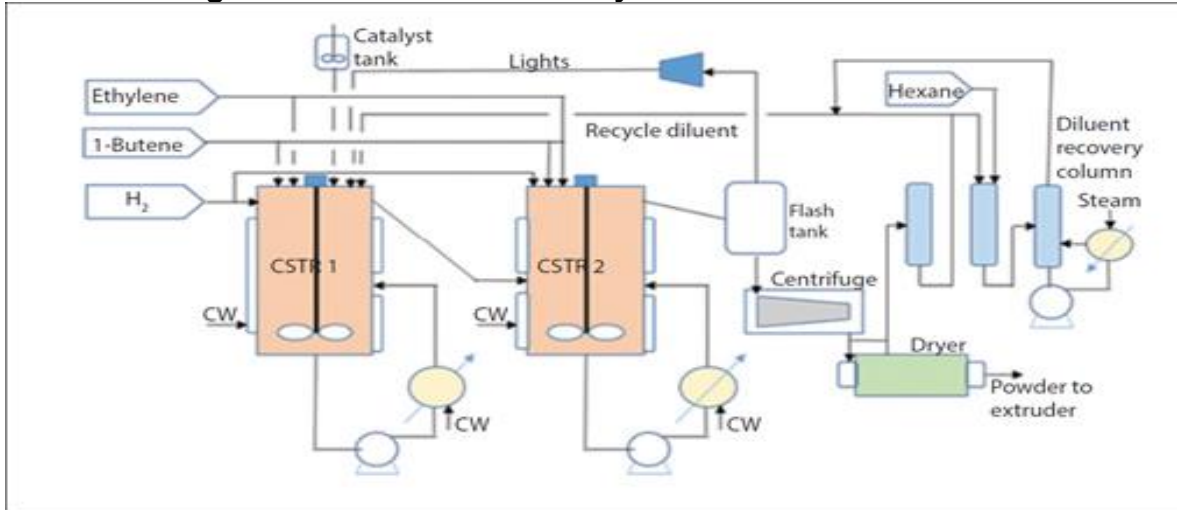 Catalyst
tank
Lights
Ethylene
Hexane
Recycle diluent
Diluent
recovery
column
1-Butene
H2
Steam
Flash
tank
CSTR 1
CSTR 2
Centrifuge
CW
CW
Dryer
Powder to
extruder
CW
CW